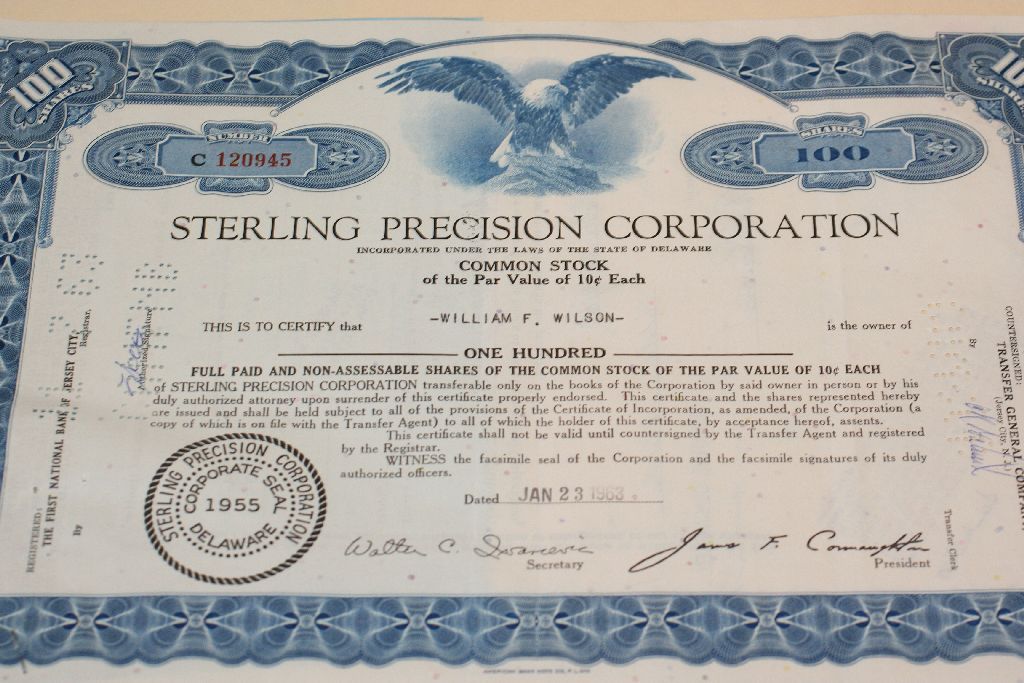 100
SHARES
NUMBER
C 120945
SHARES
100
STERLING PRECISION CORPORATION
INCORPORATED UNDER THE LAWS OF THE STATE OF DELAWARE
COMMON STOCK
of the Par Value of 10¢ Each
THIS IS TO CERTIFY that -WILLIAM F. WILSON- is the owner of
ONE HUNDRED
FULL PAID AND NON-ASSESSABLE SHARES OF THE COMMON STOCK OF THE PAR VALUE OF 10¢ EACH
of STERLING PRECISION CORPORATION transferable only on the books of the Corporation by said owner in person or by his
duly authorized attorney upon surrender of this certificate properly endorsed. This certificate and the shares represented hereby
are issued and shall be held subject to all of the provisions of the Certificate of Incorporation, as amended, of the Corporation (a
copy of which is on file with the Transfer Agent) to all of which the holder of this certificate, by acceptance hereof, assents.
This certificate shall not be valid until countersigned by the Transfer Agent and registered
by the Registrar.
WITNESS the facsimile seal of the Corporation and the facsimile signatures of its duly
authorized officers.
Dated JAN 23 1963
STERLING PRECISION CORPORATION
CORPORATE SEAL
1955
DELAWARE
Walter C.
Secretary
James F. Connaughton
President
REGISTERED:
THE FIRST NATIONAL BANK OF JERSEY CITY,
Registrar.
By
Authorized Signature
COUNTERSIGNED:
TRANSFER GENERAL COMPA
(Jersey City, N.J.)
By
Transfer Clerk
AMERICAN BANK NOTE CO.